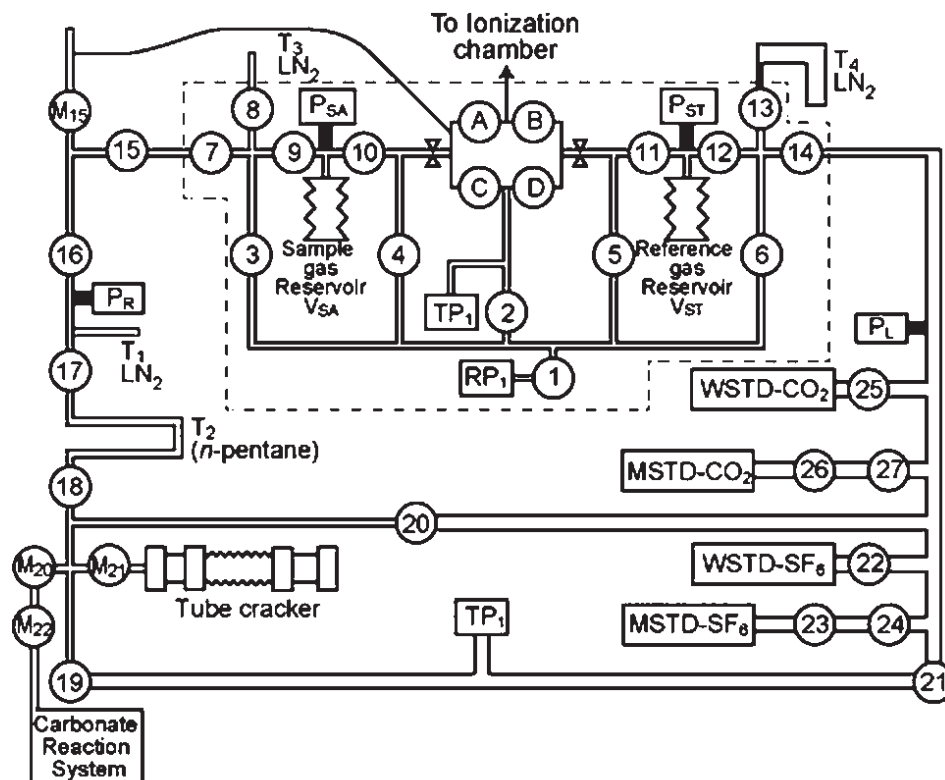 To Ionization
chamber
T3
LN2
T4
LN2
M15
8
PSA
A
B
PST
13
15
7
9
10
11
12
14
C
D
16
3
Sample
gas
Reservoir
VSA
4
5
Reference
gas
Reservoir
VST
6
PR
TP1
2
PL
T1
LN2
17
RP1
1
WSTD-CO2
25
T2
(n-pentane)
18
MSTD-CO2
26
27
20
M20
M21
Tube cracker
WSTD-SF6
22
M22
TP1
MSTD-SF6
23
24
19
21
Carbonate
Reaction
System